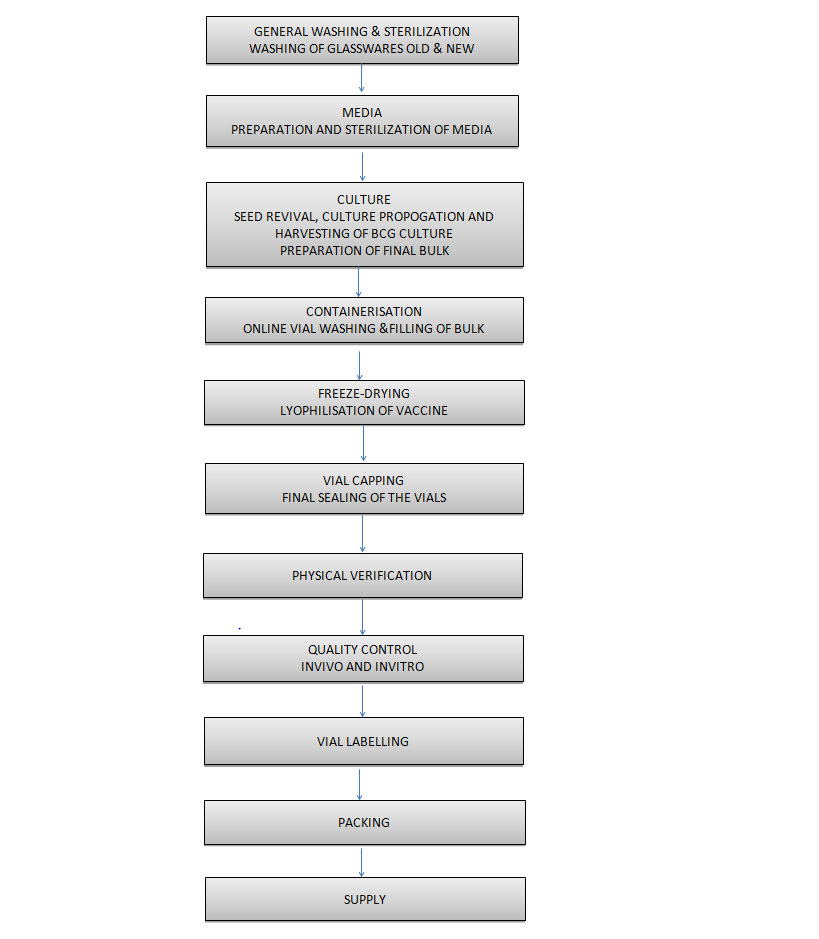 GENERAL WASHING & STERILIZATION
WASHING OF GLASSWARES OLD & NEW
MEDIA
PREPARATION AND STERILIZATION OF MEDIA
CULTURE
SEED REVIVAL, CULTURE PROPOGATION AND
HARVESTING OF BCG CULTURE
PREPARATION OF FINAL BULK
CONTAINERISATION
ONLINE VIAL WASHING &FILLING OF BULK
FREEZE-DRYING
LYOPHILISATION OF VACCINE
VIAL CAPPING
FINAL SEALING OF THE VIALS
PHYSICAL VERIFICATION
QUALITY CONTROL
INVIVO AND INVITRO
VIAL LABELLING
PACKING
SUPPLY